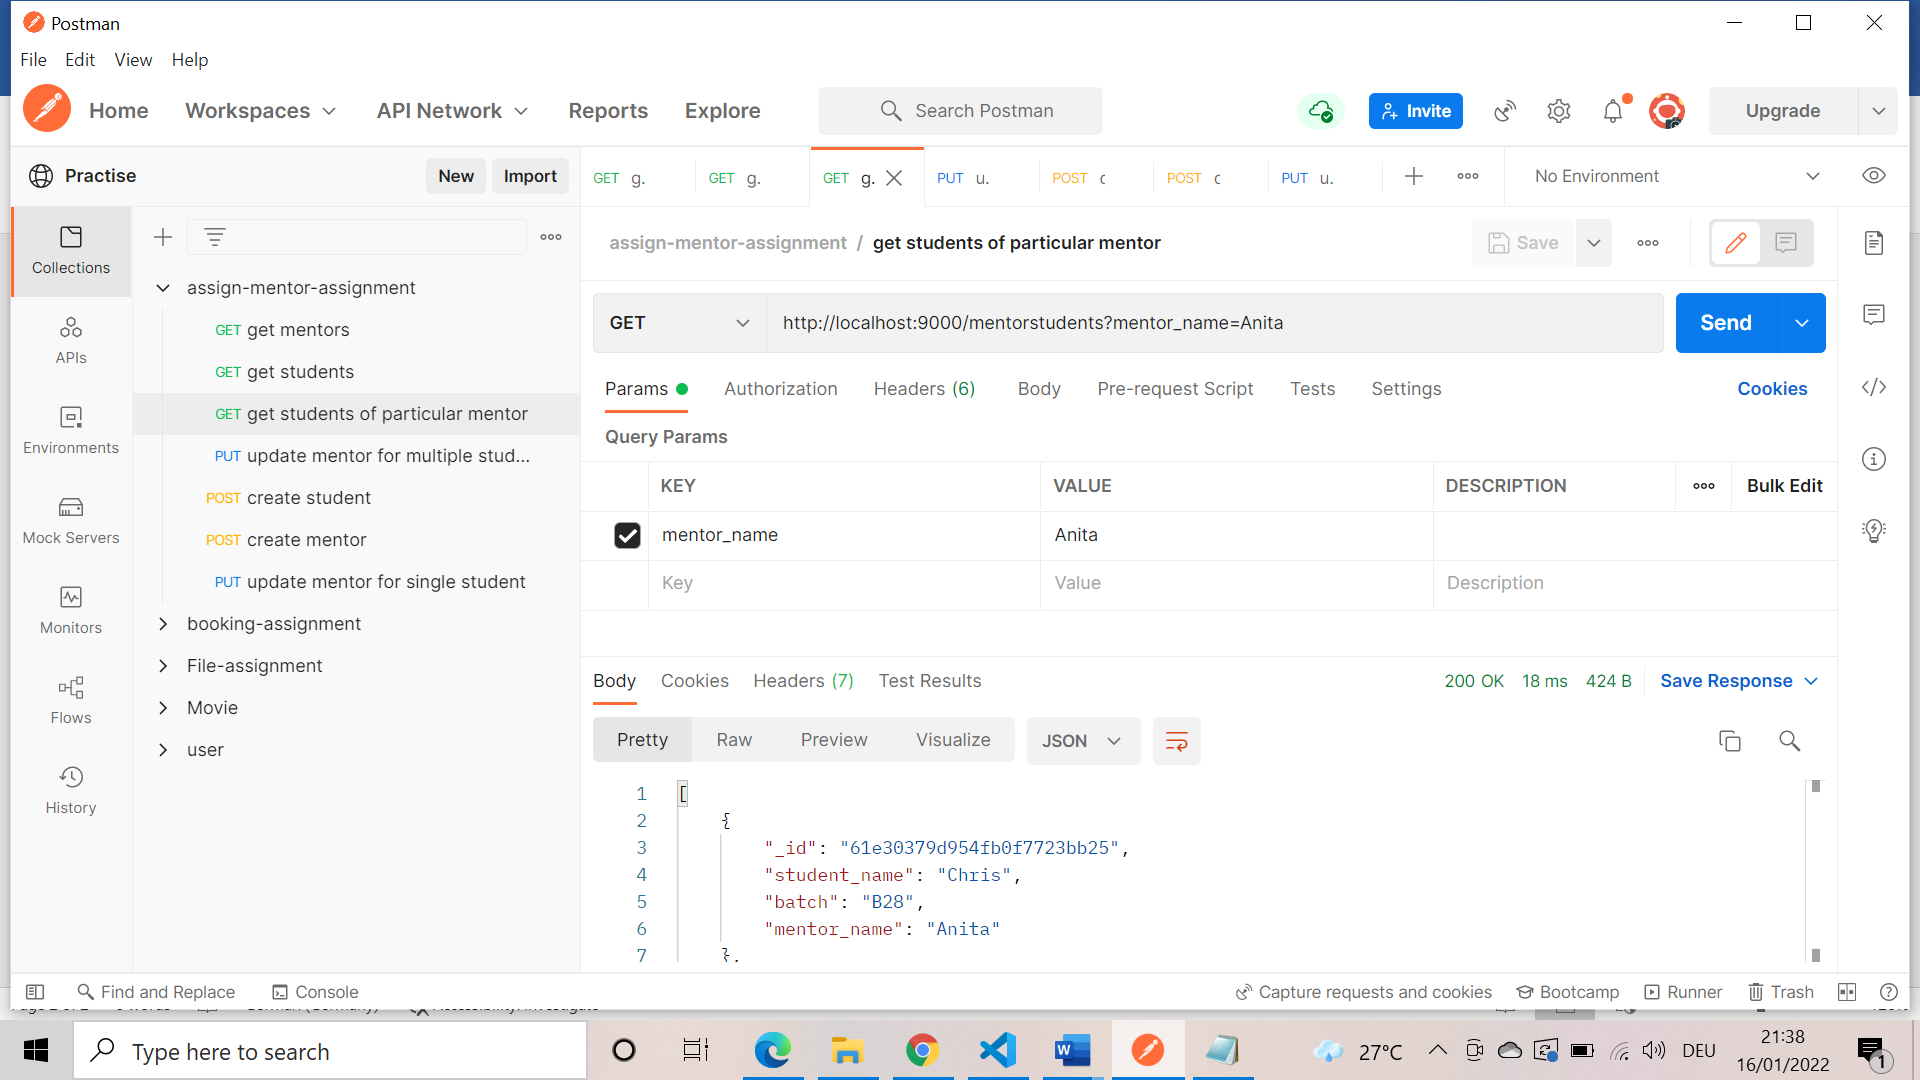 Postman
File Edit View Help
Home Workspaces API Network Reports Explore Search Postman Invite Upgrade
Practise New Import
GET g. GET g. GET g. PUT u. POST c POST c PUT u. No Environment
Collections
APIs
Environments
Mock Servers
Monitors
Flows
History
assign-mentor-assignment
GET get mentors
GET get students
GET get students of particular mentor
PUT update mentor for multiple stud...
POST create student
POST create mentor
PUT update mentor for single student
booking-assignment
File-assignment
Movie
user
assign-mentor-assignment / get students of particular mentor Save
GET http://localhost:9000/mentorstudents?mentor_name=Anita Send
Params Authorization Headers (6) Body Pre-request Script Tests Settings Cookies
Query Params
KEY VALUE DESCRIPTION Bulk Edit
mentor_name Anita
Key Value Description
Body Cookies Headers (7) Test Results 200 OK 18 ms 424 B Save Response
Pretty Raw Preview Visualize JSON
1 [
2 {
3 "_id": "61e30379d954fb0f7723bb25",
4 "student_name": "Chris",
5 "batch": "B28",
6 "mentor_name": "Anita"
7 },
Find and Replace Console Capture requests and cookies Bootcamp Runner Trash
Type here to search 27°C DEU 21:38
16/01/2022 1